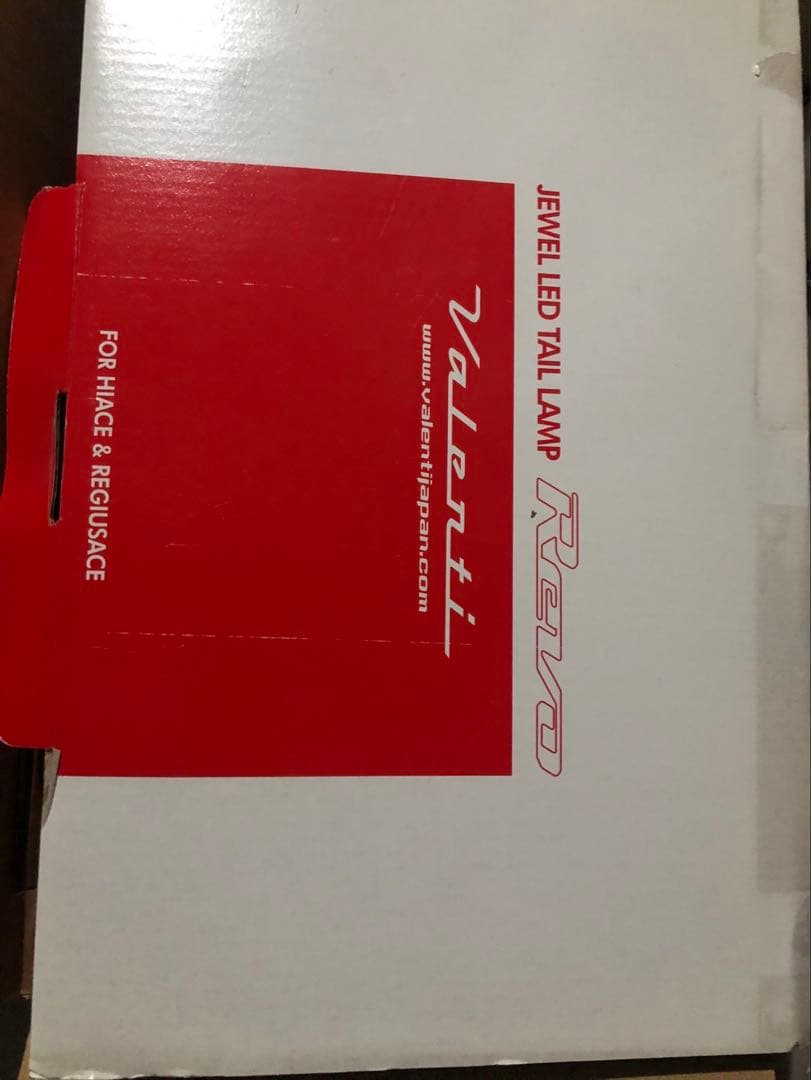 JEWEL LED TAIL LAMP Revo
Valenti
www.valentijapan.com
FOR HIACE & REGIUSACE